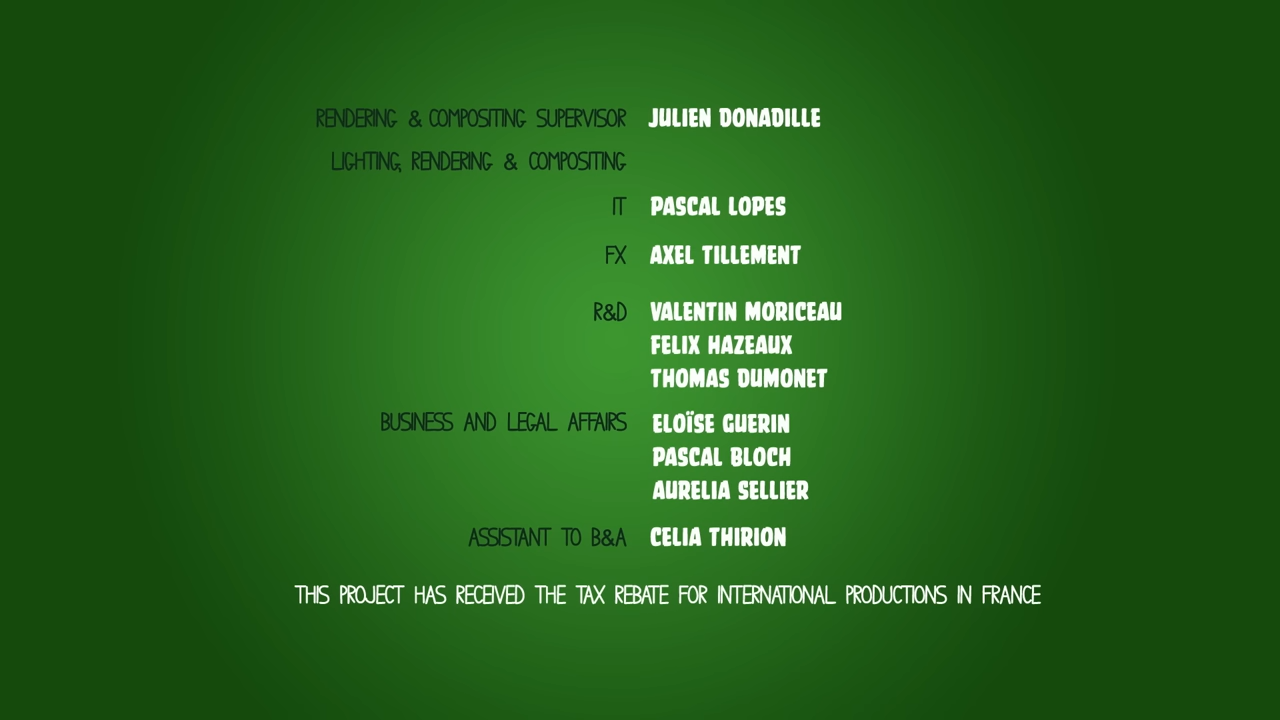 RENDERING & COMPOSITING SUPERVISOR JULIEN DONADILLE
LIGHTING, RENDERING & COMPOSITING
IT PASCAL LOPES
FX AXEL TILLEMENT
R&D VALENTIN MORICEAU
FELIX HAZEAUX
THOMAS DUMONET
BUSINESS AND LEGAL AFFAIRS ELOÏSE GUERIN
PASCAL BLOCH
AURELIA SELLIER
ASSISTANT TO B&A CELIA THIRION
THIS PROJECT HAS RECEIVED THE TAX REBATE FOR INTERNATIONAL PRODUCTIONS IN FRANCE